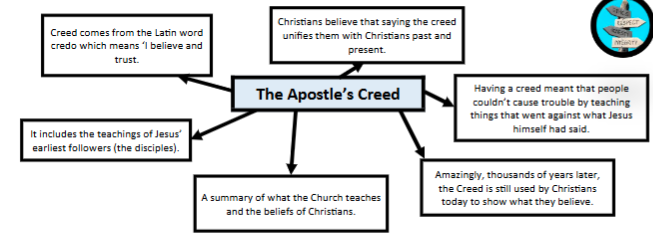 Creed comes from the Latin word
credo which means ‘I believe and
trust.
Christians believe that saying the creed
unifies them with Christians past and
present.
RESPECT
The Apostle’s Creed
Having a creed meant that people
couldn’t cause trouble by teaching
things that went against what Jesus
himself had said.
It includes the teachings of Jesus’
earliest followers (the disciples).
A summary of what the Church teaches
and the beliefs of Christians.
Amazingly, thousands of years later,
the Creed is still used by Christians
today to show what they believe.